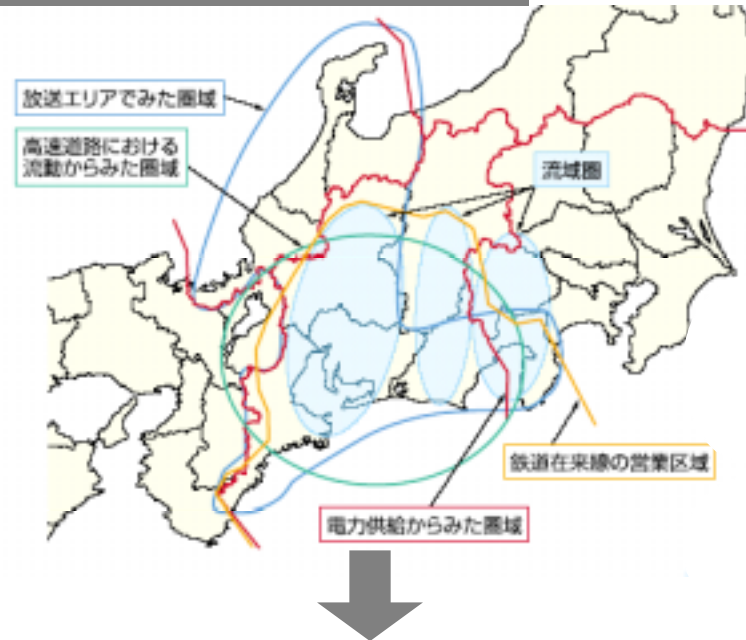 放送エリアでみた圏域
高速道路における
流動からみた圏域
流域圏
鉄道在来線の営業区域
電力供給からみた圏域